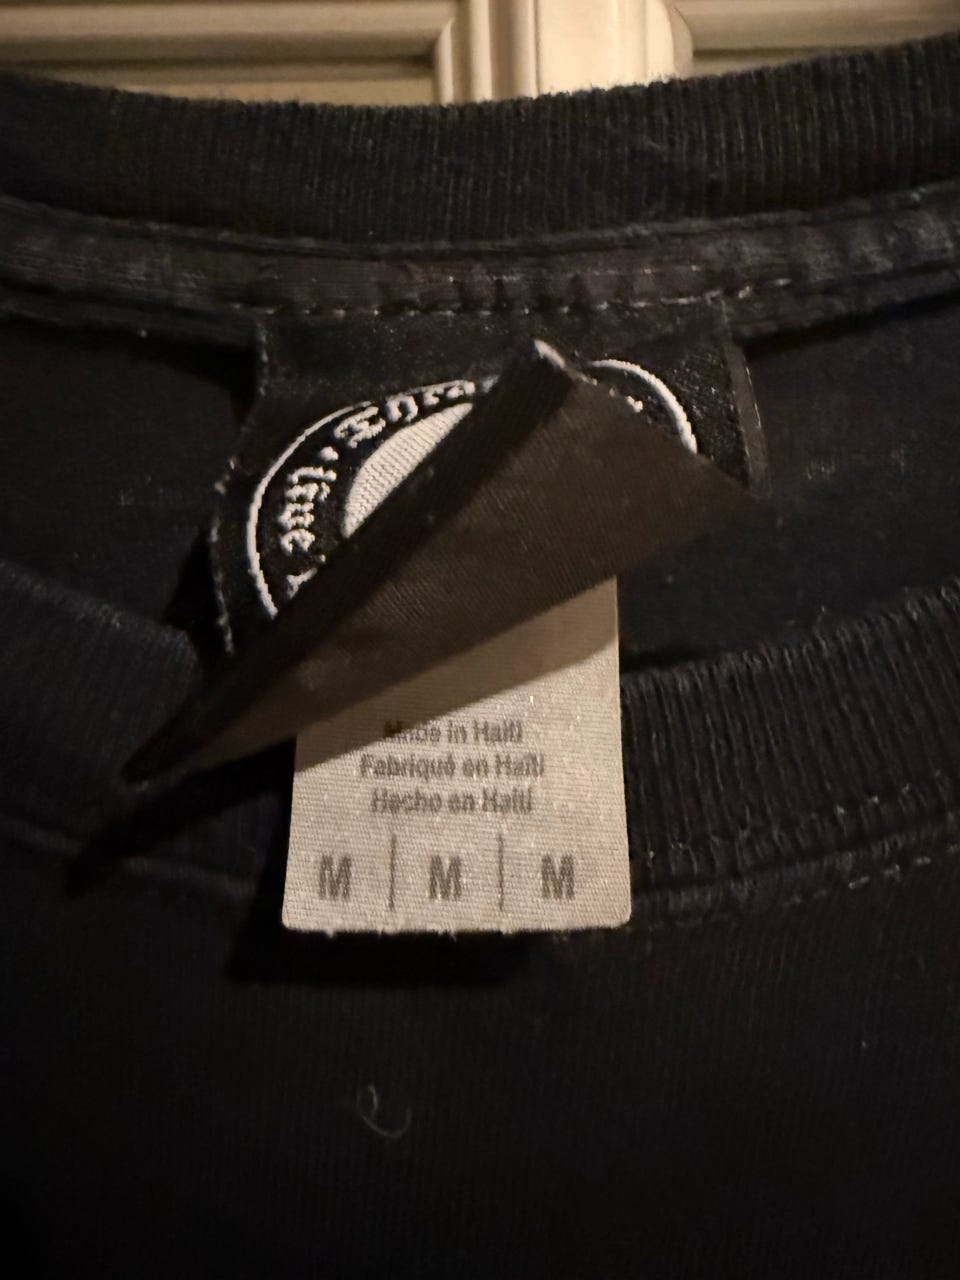 Made in Haiti
Fabriqué en Haïti
Hecho en Haití
M | M | M